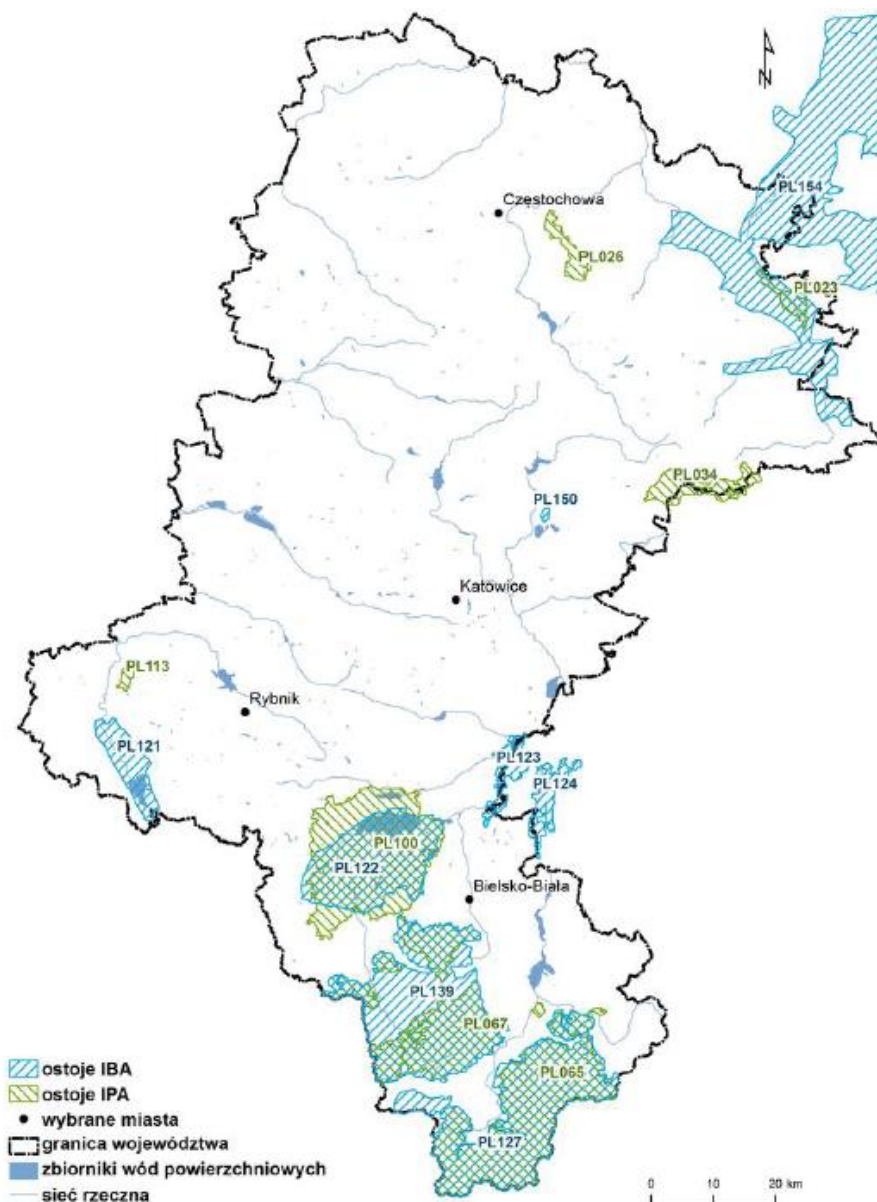 N
PL154
Częstochowa
PL026
PL023
PL034
PL150
Katowice
PL113
Rybnik
PL121
PL123
PL124
PL100
PL122
Bielsko-Biała
PL139
PL067
PL065
PL127
ostoje IBA
ostoje IPA
wybrane miasta
granica województwa
zbiorniki wód powierzchniowych
sieć rzeczna
0 10 20 km